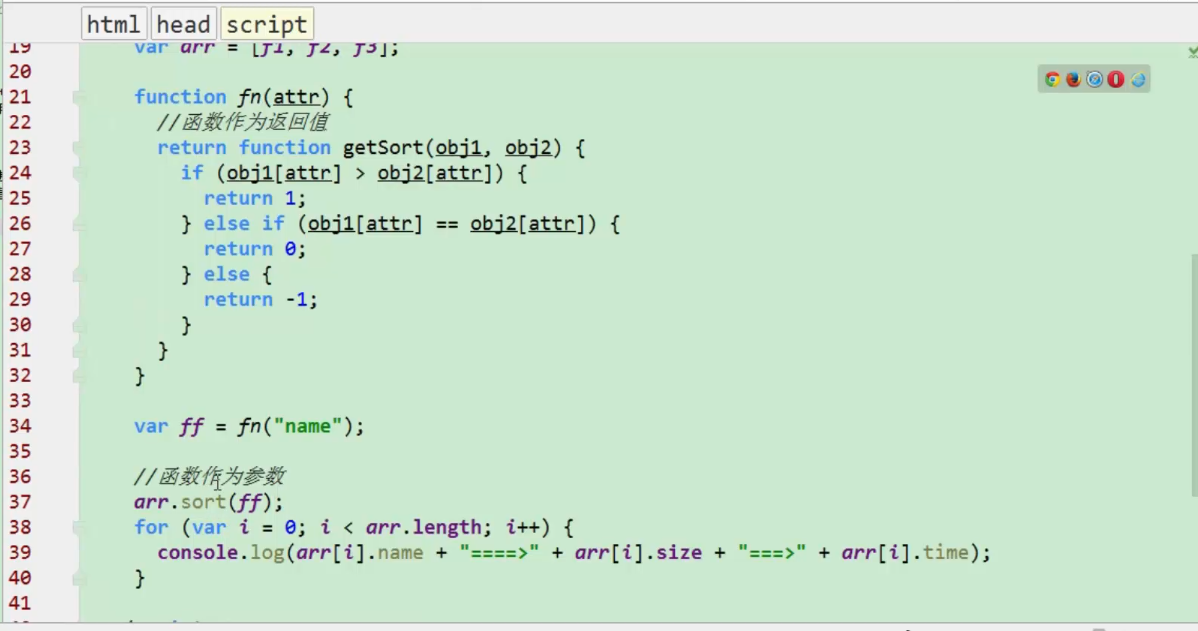 html head script
19 var arr = [f1, f2, f3];
20
21 function fn(attr) {
22 //函数作为返回值
23 return function getSort(obj1, obj2) {
24 if (obj1[attr] > obj2[attr]) {
25 return 1;
26 } else if (obj1[attr] == obj2[attr]) {
27 return 0;
28 } else {
29 return -1;
30 }
31 }
32 }
33
34 var ff = fn("name");
35
36 //函数作为参数
37 arr.sort(ff);
38 for (var i = 0; i < arr.length; i++) {
39 console.log(arr[i].name + "====>" + arr[i].size + "===>" + arr[i].time);
40 }
41